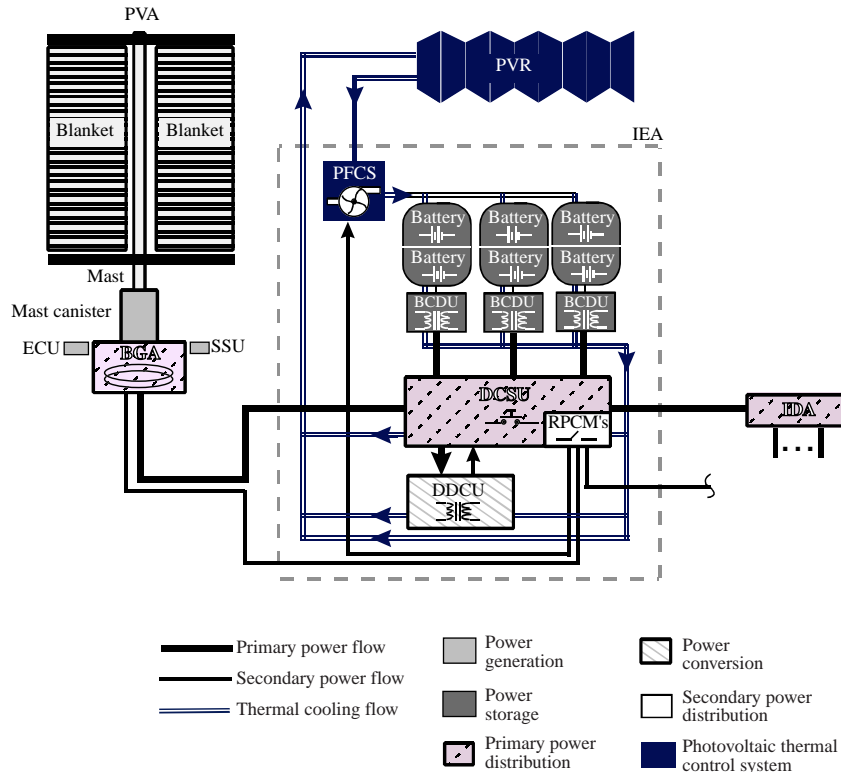 PVA
PVR
Blanket Blanket
IEA
PFCS
Battery Battery Battery
Battery Battery Battery
Mast
Mast canister
BCDU BCDU BCDU
ECU BGA SSU
DCSU
IDA
RPCM's
...
DDCU
Primary power flow
Secondary power flow
Thermal cooling flow
Power
generation
Power
storage
Primary power
distribution
Power
conversion
Secondary power
distribution
Photovoltaic thermal
control system